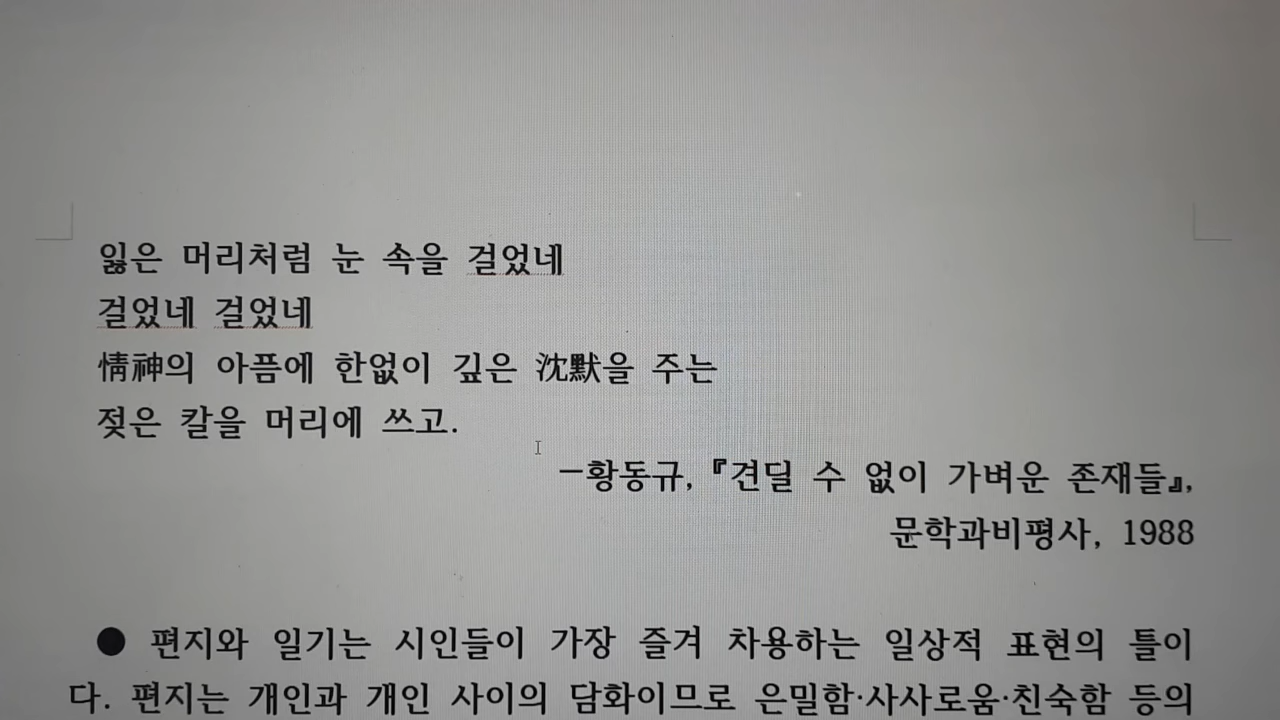 잃은 머리처럼 눈 속을 걸었네
걸었네 걸었네
情神의 아픔에 한없이 깊은 沈默을 주는
젖은 칼을 머리에 쓰고.
－황동규, 『견딜 수 없이 가벼운 존재들』,
문학과비평사, 1988
● 편지와 일기는 시인들이 가장 즐겨 차용하는 일상적 표현의 틀이
다. 편지는 개인과 개인 사이의 담화이므로 은밀함·사사로움·친숙함 등의